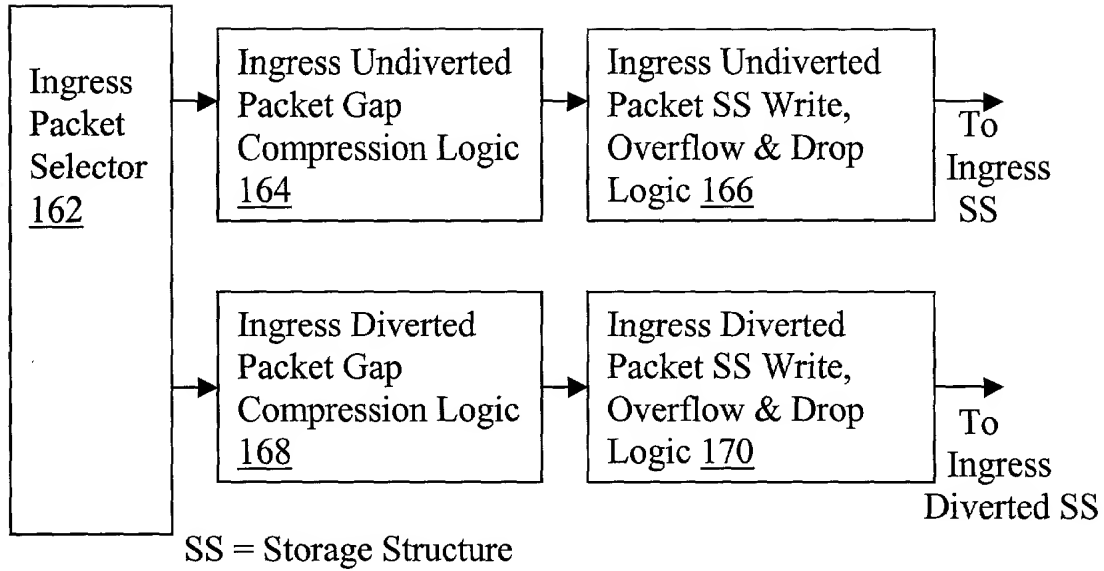 Ingress
Packet
Selector
162
Ingress Undiverted
Packet Gap
Compression Logic
164
Ingress Undiverted
Packet SS Write,
Overflow & Drop
Logic 166
To
Ingress
SS
Ingress Diverted
Packet Gap
Compression Logic
168
Ingress Diverted
Packet SS Write,
Overflow & Drop
Logic 170
To
Ingress
Diverted SS
SS = Storage Structure